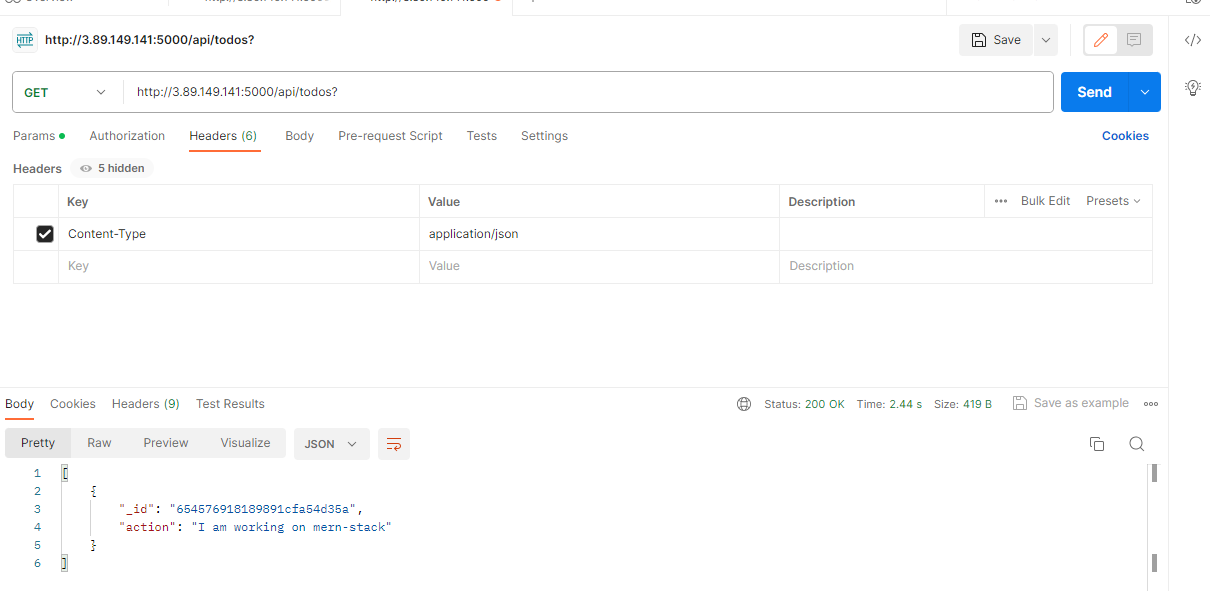 HTTP http://3.89.149.141:5000/api/todos? Save
GET http://3.89.149.141:5000/api/todos? Send
Params Authorization Headers (6) Body Pre-request Script Tests Settings Cookies
Headers 5 hidden
Key Value Description ••• Bulk Edit Presets
Content-Type application/json
Key Value Description
Body Cookies Headers (9) Test Results Status: 200 OK Time: 2.44 s Size: 419 B Save as example
Pretty Raw Preview Visualize JSON
1 [
2 {
3 "_id": "654576918189891cfa54d35a",
4 "action": "I am working on mern-stack"
5 }
6 ]